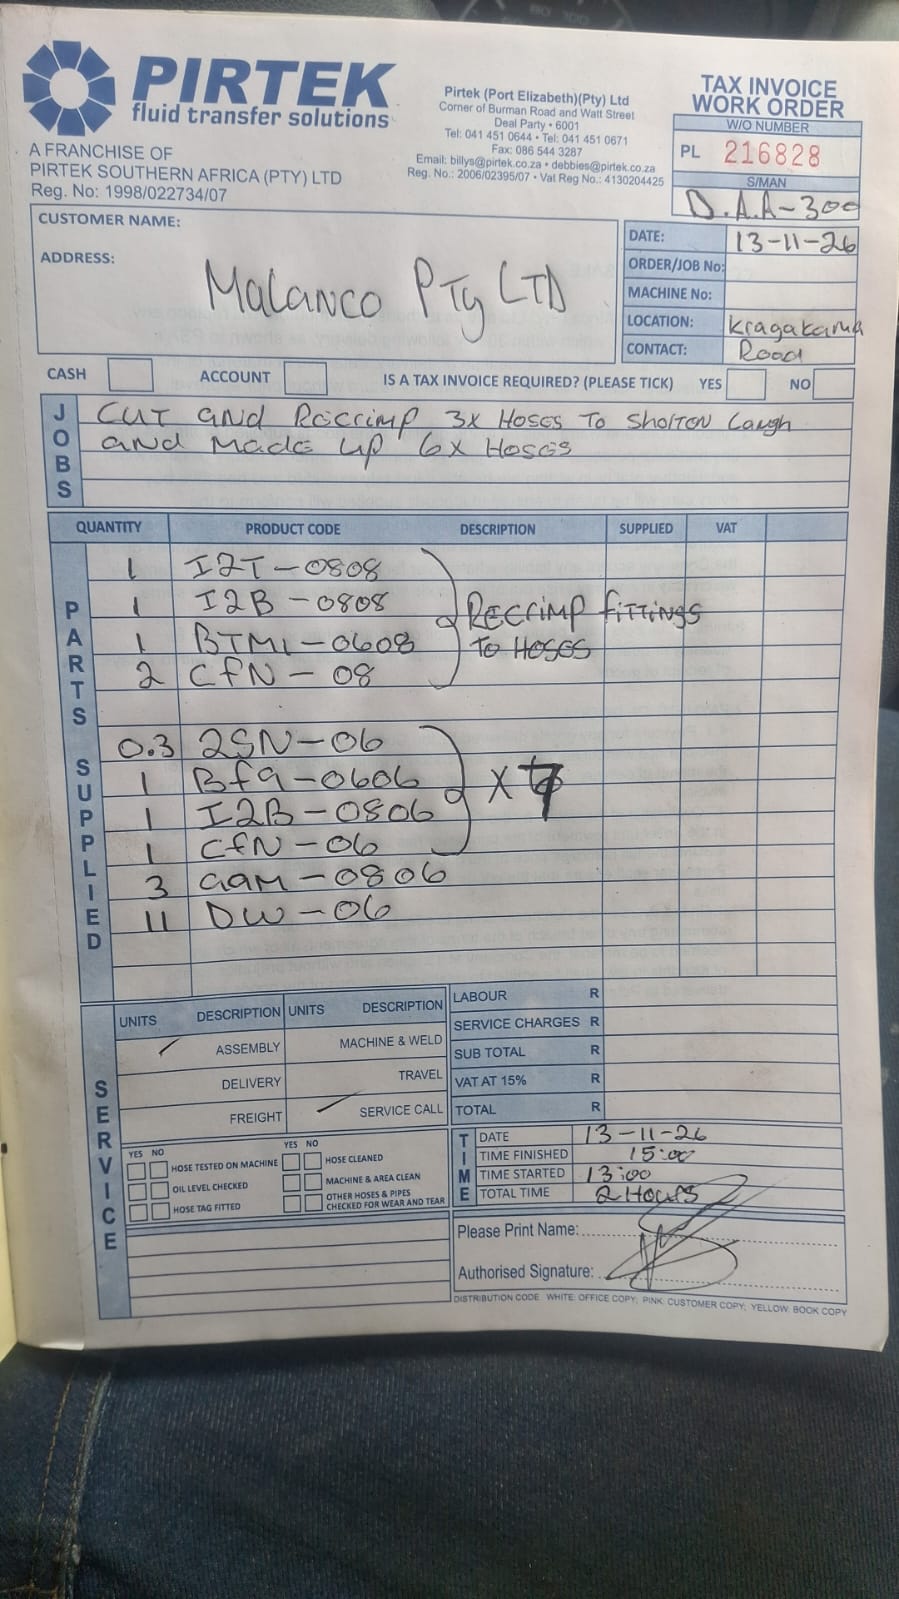 PIRTEK
fluid transfer solutions
A FRANCHISE OF
PIRTEK SOUTHERN AFRICA (PTY) LTD
Reg. No: 1998/022734/07
Pirtek (Port Elizabeth)(Pty) Ltd
Corner of Burman Road and Watt Street
Deal Party • 6001
Tel: 041 451 0644 • Tel: 041 451 0671
Fax: 086 544 3287
Email: billys@pirtek.co.za • debbies@pirtek.co.za
Reg. No.: 2006/02395/07 • Vat Reg No.: 4130204425
TAX INVOICE
WORK ORDER
W/O NUMBER
PL 216828
S/MAN
D.A.A-300
CUSTOMER NAME:
ADDRESS:
Malanco PTy LTD
DATE: 13-11-26
ORDER/JOB No:
MACHINE No:
LOCATION: Kragakama
CONTACT: Road
CASH ACCOUNT IS A TAX INVOICE REQUIRED? (PLEASE TICK) YES NO
JOBS
CUT and Recrimp 3x Hoses To Sholten Laugh
and Made up 6x Hoses
QUANTITY PRODUCT CODE DESCRIPTION SUPPLIED VAT
PARTS SUPPLIED
1 I2T-0808
1 I2B-0808 Recrimp fittings
1 BTM1-0608 To Hoses
2 CFN-08
0.3 2SN-06
1 Bf9-0606 x 7
1 I2B-0806
1 CFN-06
3 aam-0806
11 DW-06
SERVICE
UNITS DESCRIPTION UNITS DESCRIPTION
ASSEMBLY MACHINE & WELD
DELIVERY TRAVEL
FREIGHT SERVICE CALL
LABOUR R
SERVICE CHARGES R
SUB TOTAL R
VAT AT 15% R
TOTAL R
YES NO YES NO
HOSE TESTED ON MACHINE HOSE CLEANED
OIL LEVEL CHECKED MACHINE & AREA CLEAN
HOSE TAG FITTED OTHER HOSES & PIPES CHECKED FOR WEAR AND TEAR
TIME
DATE 13-11-26
TIME FINISHED 15:00
TIME STARTED 13:00
TOTAL TIME 2 Hours
Please Print Name:
Authorised Signature:
DISTRIBUTION CODE: WHITE: OFFICE COPY; PINK: CUSTOMER COPY; YELLOW: BOOK COPY